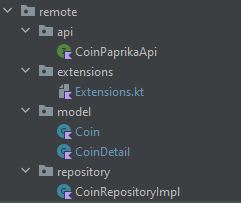 remote
api
CoinPaprikaApi
extensions
Extensions.kt
model
Coin
CoinDetail
repository
CoinRepositoryImpl